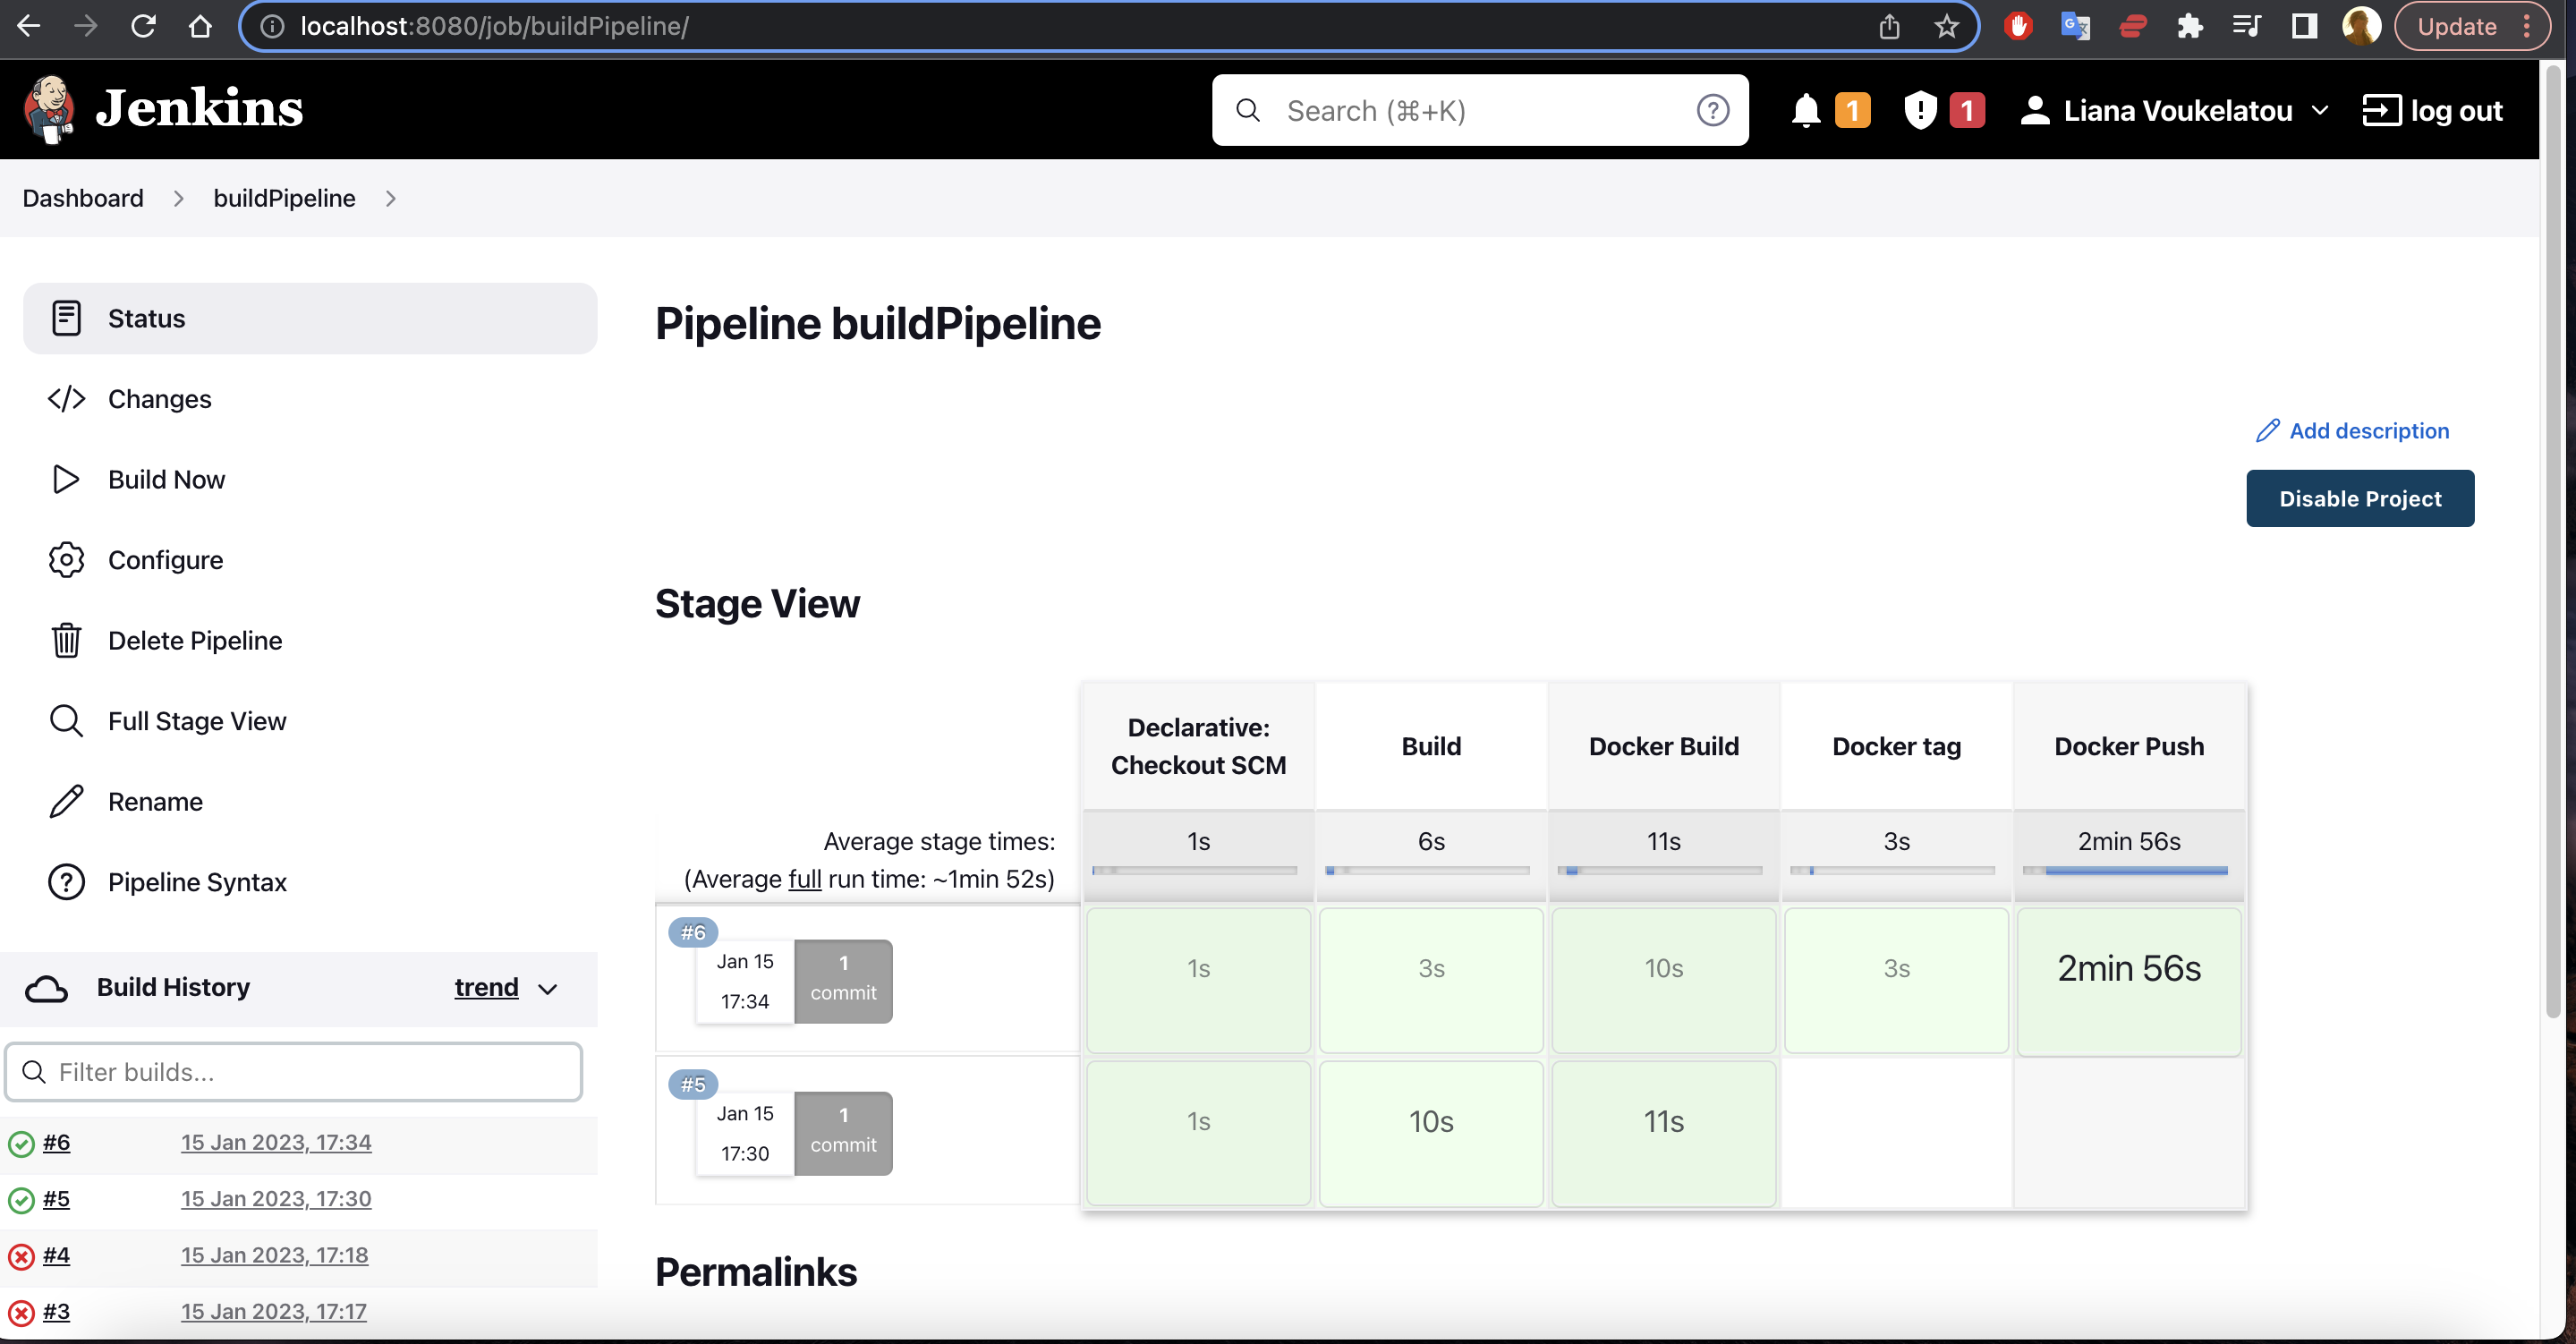 localhost:8080/job/buildPipeline/
Update
Jenkins
Search (⌘+K)
1
1
Liana Voukelatou
log out
Dashboard
buildPipeline
Status
Changes
Build Now
Configure
Delete Pipeline
Full Stage View
Rename
Pipeline Syntax
Build History
trend
Filter builds...
#6 15 Jan 2023, 17:34
#5 15 Jan 2023, 17:30
#4 15 Jan 2023, 17:18
#3 15 Jan 2023, 17:17
Pipeline buildPipeline
Add description
Disable Project
Stage View
Declarative:
Checkout SCM
Build
Docker Build
Docker tag
Docker Push
Average stage times:
(Average full run time: ~1min 52s)
1s
6s
11s
3s
2min 56s
#6
Jan 15
17:34
1
commit
1s
3s
10s
3s
2min 56s
#5
Jan 15
17:30
1
commit
1s
10s
11s
Permalinks